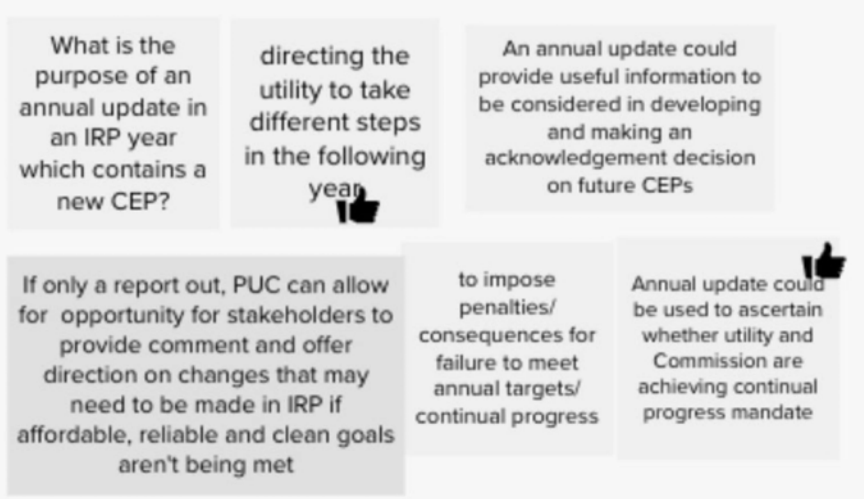 What is the
purpose of an
annual update in
an IRP year
which contains a
new CEP?
directing the
utility to take
different steps
in the following
year
An annual update could
provide useful information to
be considered in developing
and making an
acknowledgement decision
on future CEPs
If only a report out, PUC can allow
for opportunity for stakeholders to
provide comment and offer
direction on changes that may
need to be made in IRP if
affordable, reliable and clean goals
aren't being met
to impose
penalties/
consequences for
failure to meet
annual targets/
continual progress
Annual update could
be used to ascertain
whether utility and
Commission are
achieving continual
progress mandate